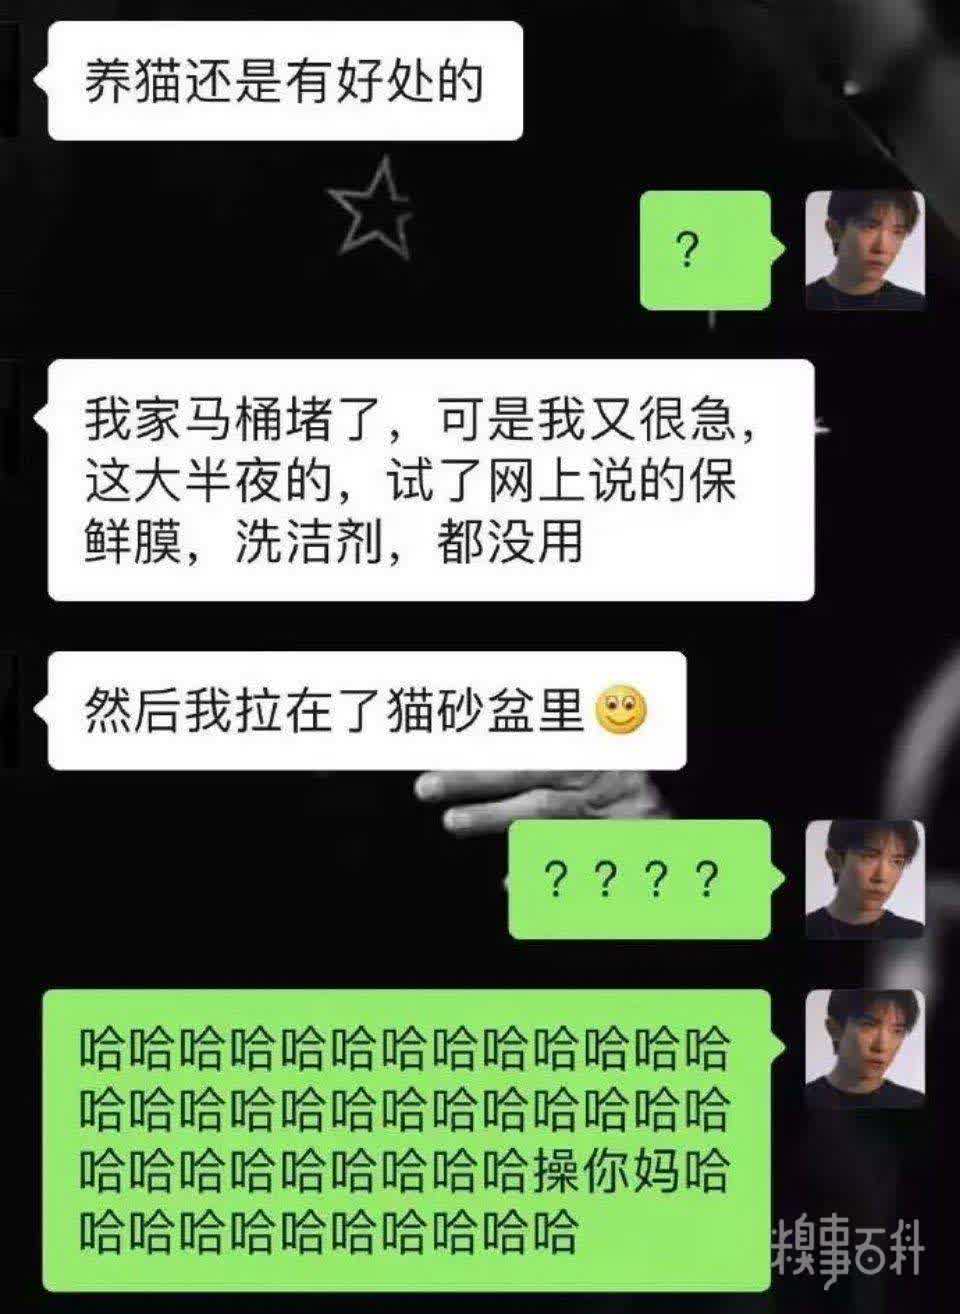 养猫还是有好处的
？
我家马桶堵了，可是我又很急，
这大半夜的，试了网上说的保
鲜膜，洗洁剂，都没用
然后我拉在了猫砂盆里
？？？？
哈哈哈哈哈哈哈哈哈哈哈哈哈
哈哈哈哈哈哈哈哈哈哈哈哈哈
哈哈哈哈哈哈哈哈哈操你妈哈
哈哈哈哈哈哈哈哈哈哈
糗事百科